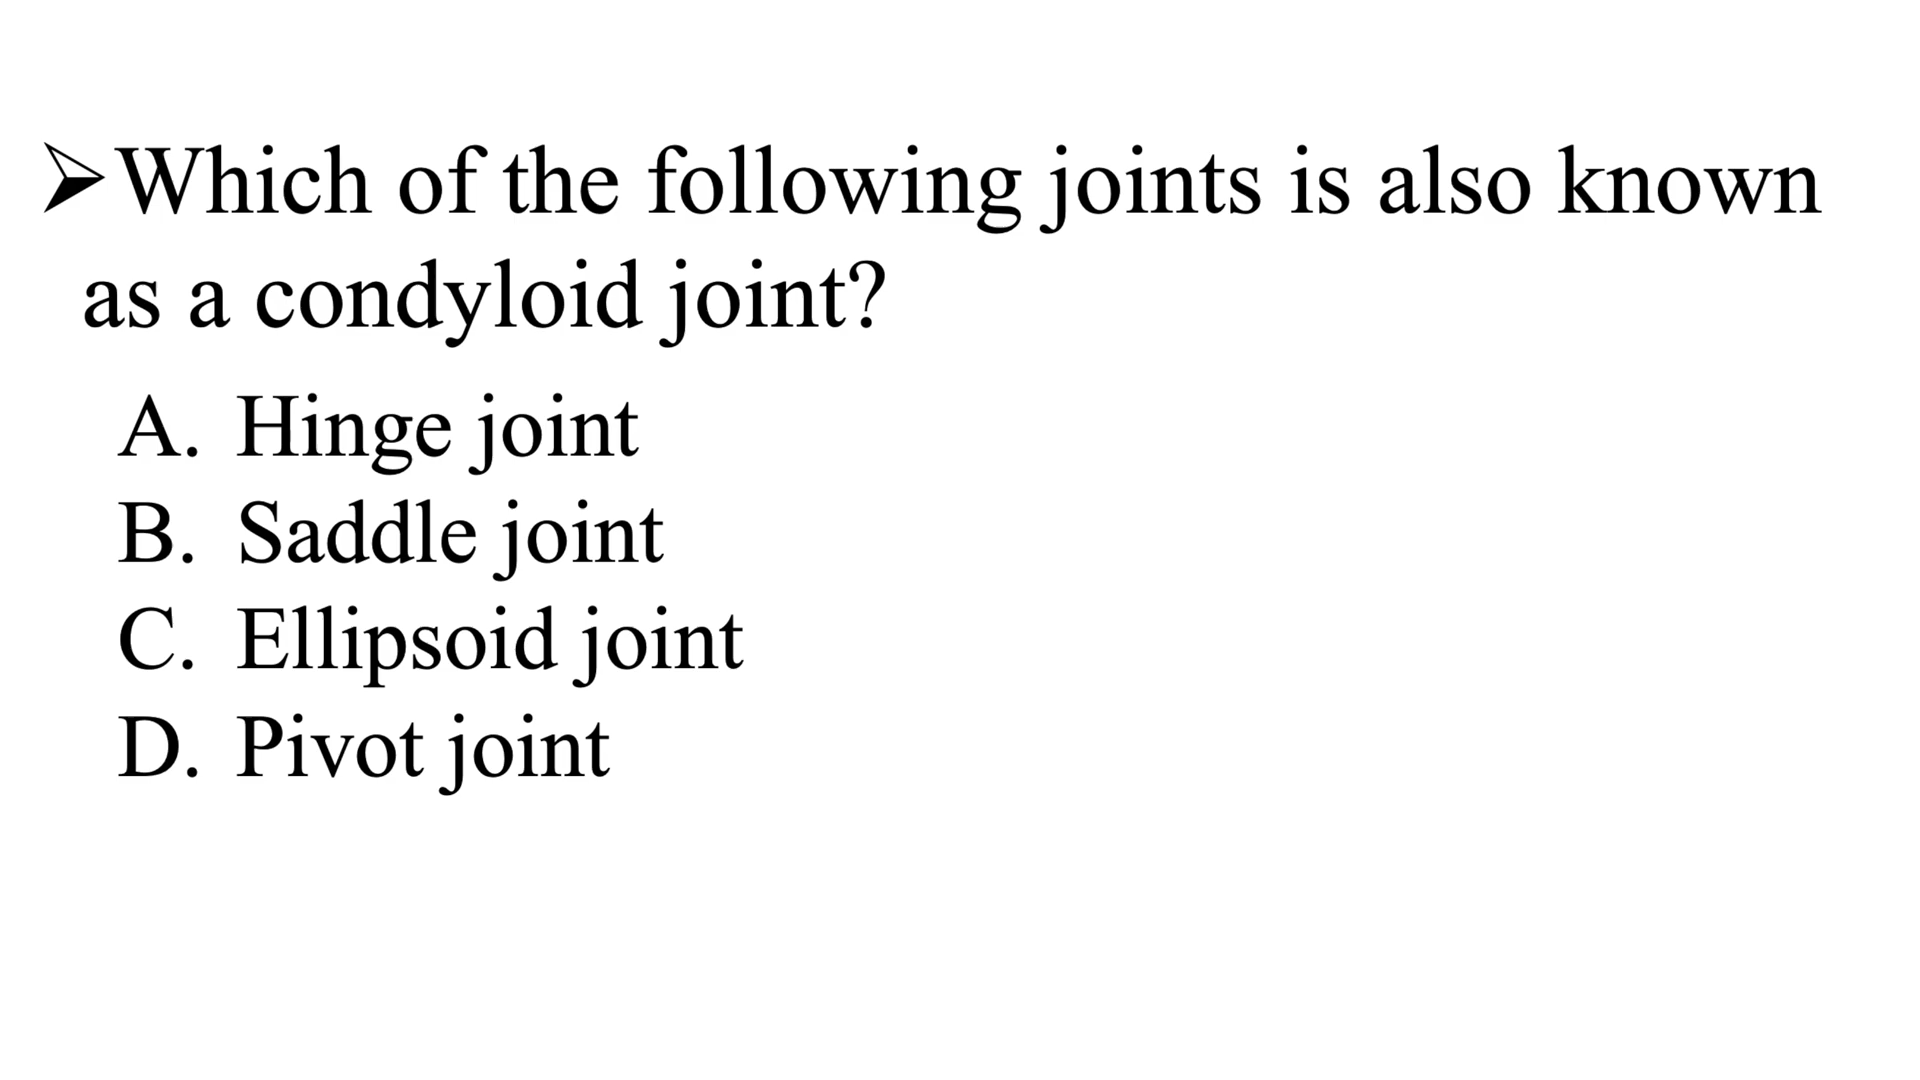 ➢Which of the following joints is also known
as a condyloid joint?
A. Hinge joint
B. Saddle joint
C. Ellipsoid joint
D. Pivot joint